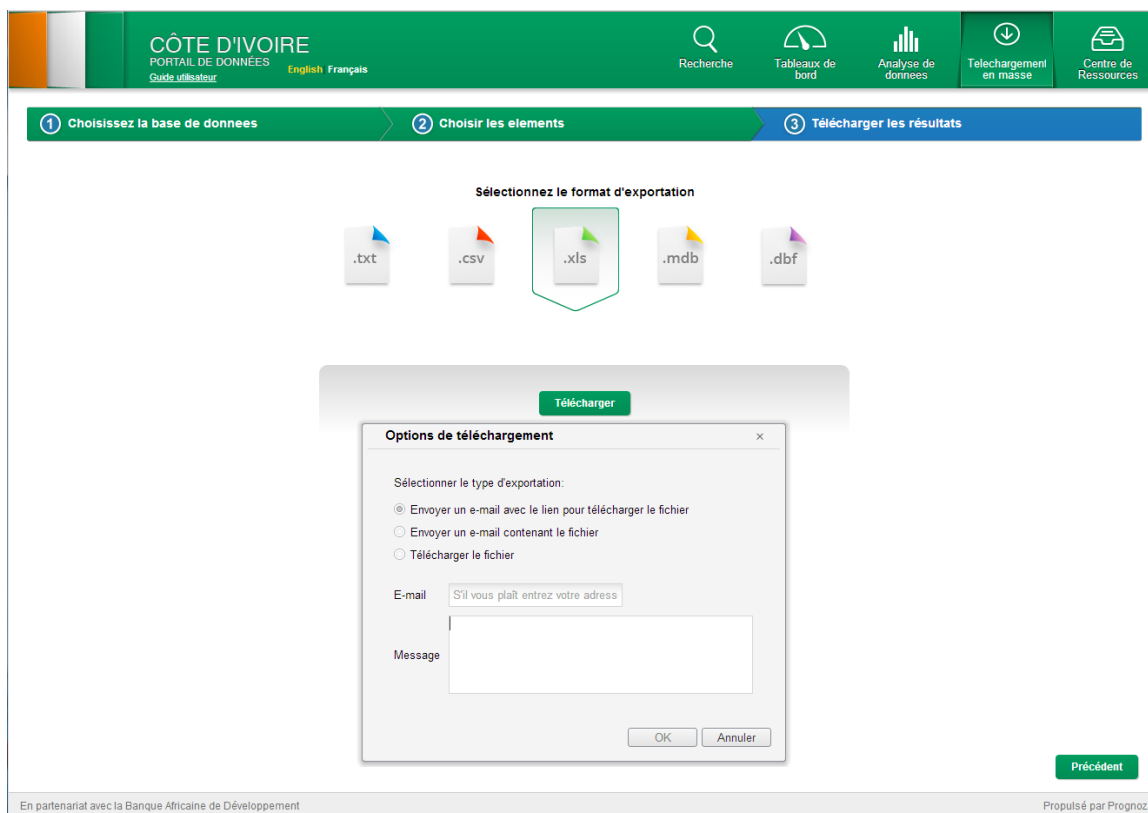 CÔTE D'IVOIRE
PORTAIL DE DONNÉES
English Français
Guide utilisateur
Recherche
Tableaux de
bord
Analyse de
donnees
Telechargement
en masse
Centre de
Ressources
1 Choisissez la base de donnees
2 Choisir les elements
3 Télécharger les résultats
Sélectionnez le format d'exportation
.txt
.csv
.xls
.mdb
.dbf
Télécharger
Options de téléchargement
×
Sélectionner le type d'exportation:
Envoyer un e-mail avec le lien pour télécharger le fichier
Envoyer un e-mail contenant le fichier
Télécharger le fichier
E-mail
S'il vous plaît entrez votre adress
Message
OK
Annuler
Précédent
En partenariat avec la Banque Africaine de Développement
Propulsé par Prognoz